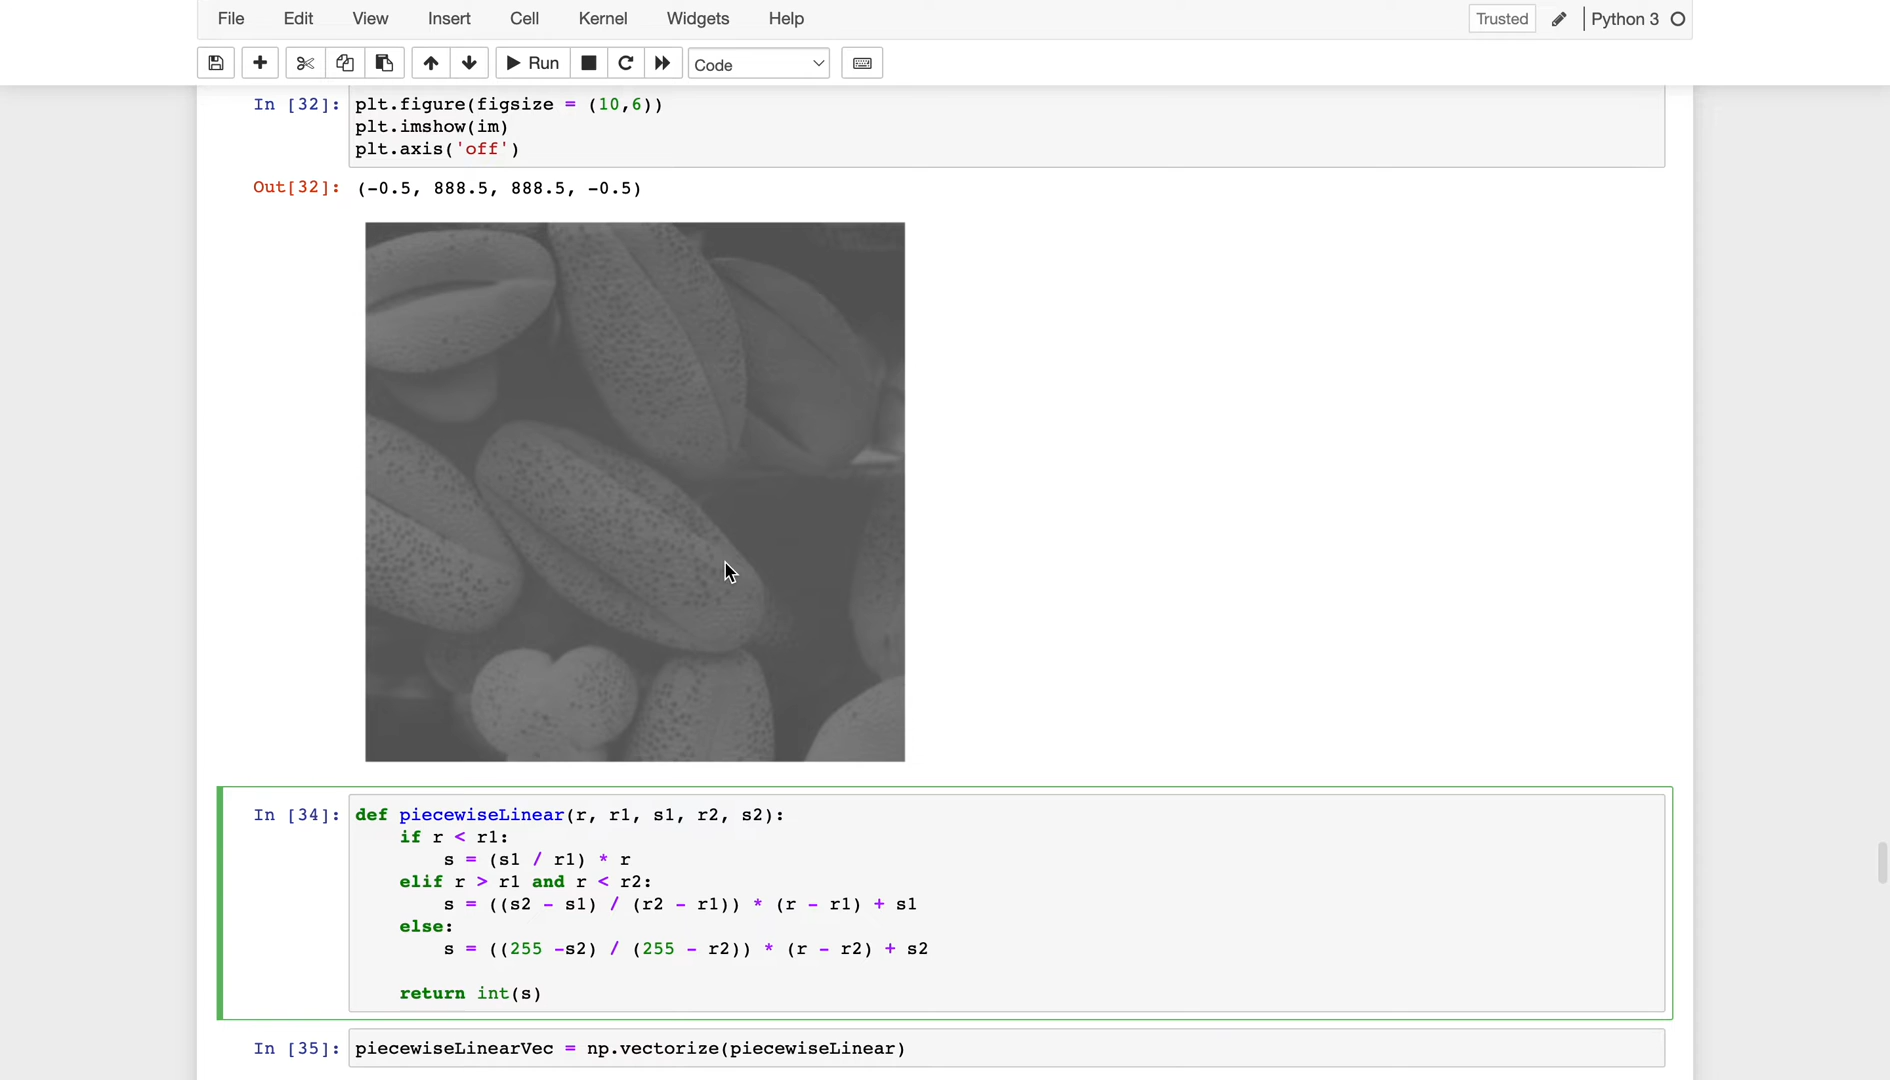 File Edit View Insert Cell Kernel Widgets Help Trusted Python 3
Run Code
In [32]: plt.figure(figsize = (10,6))
plt.imshow(im)
plt.axis('off')
Out[32]: (-0.5, 888.5, 888.5, -0.5)
In [34]: def piecewiseLinear(r, r1, s1, r2, s2):
    if r < r1:
        s = (s1 / r1) * r
    elif r > r1 and r < r2:
        s = ((s2 - s1) / (r2 - r1)) * (r - r1) + s1
    else:
        s = ((255 -s2) / (255 - r2)) * (r - r2) + s2
    return int(s)
In [35]: piecewiseLinearVec = np.vectorize(piecewiseLinear)